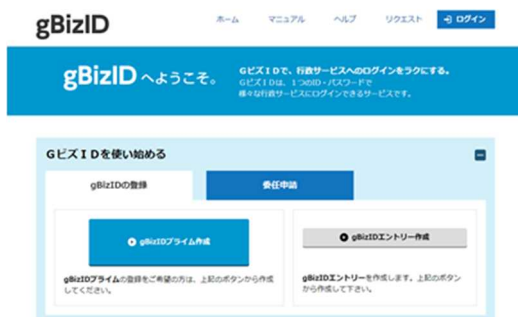 gBizID
ホーム マニュアル ヘルプ リクエスト ログイン
gBizIDへようこそ。
GビズIDで、行政サービスへのログインをラクにする。
GビズIDは、1つのID・パスワードで
様々な行政サービスにログインできるサービスです。
GビズIDを使い始める
gBizIDの登録 委任申請
gBizIDプライム作成
gBizIDプライムの登録をご希望の方は、上記のボタンから作成
してください。
gBizIDエントリー作成
gBizIDエントリーを作成します。上記のボタン
から作成して下さい。